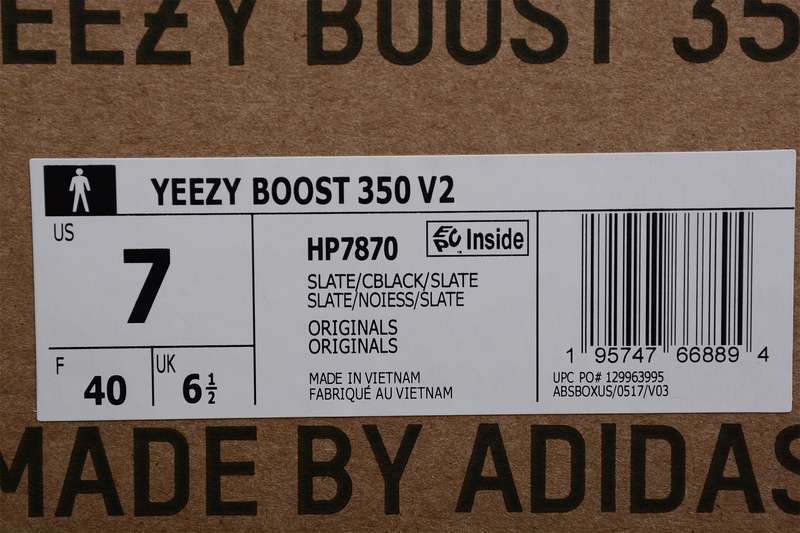 EEZY BOOST 35
YEEZY BOOST 350 V2
US
7
F
40
UK
6 1/2
HP7870
EPC Inside
SLATE/CBLACK/SLATE
SLATE/NOIESS/SLATE
ORIGINALS
ORIGINALS
MADE IN VIETNAM
FABRIQUÉ AU VIETNAM
1 95747 66889 4
UPC PO# 129963995
ABSBOXUS/0517/V03
MADE BY ADIDAS